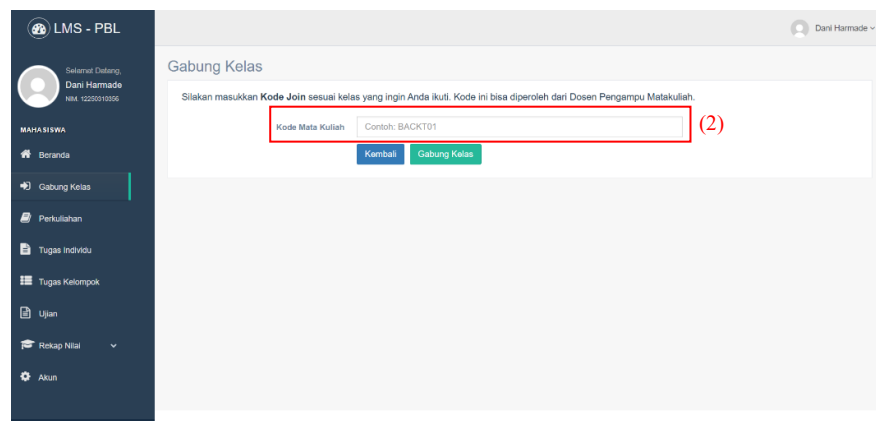 LMS - PBL
Dani Harmade
Selamat Datang,
Dani Harmade
NIM. 12250310356
MAHASISWA
Beranda
Gabung Kelas
Perkuliahan
Tugas Individu
Tugas Kelompok
Ujian
Rekap Nilai
Akun
Gabung Kelas
Silakan masukkan Kode Join sesuai kelas yang ingin Anda ikuti. Kode ini bisa diperoleh dari Dosen Pengampu Matakuliah.
Kode Mata Kuliah Contoh: BACKT01 (2)
Kembali Gabung Kelas